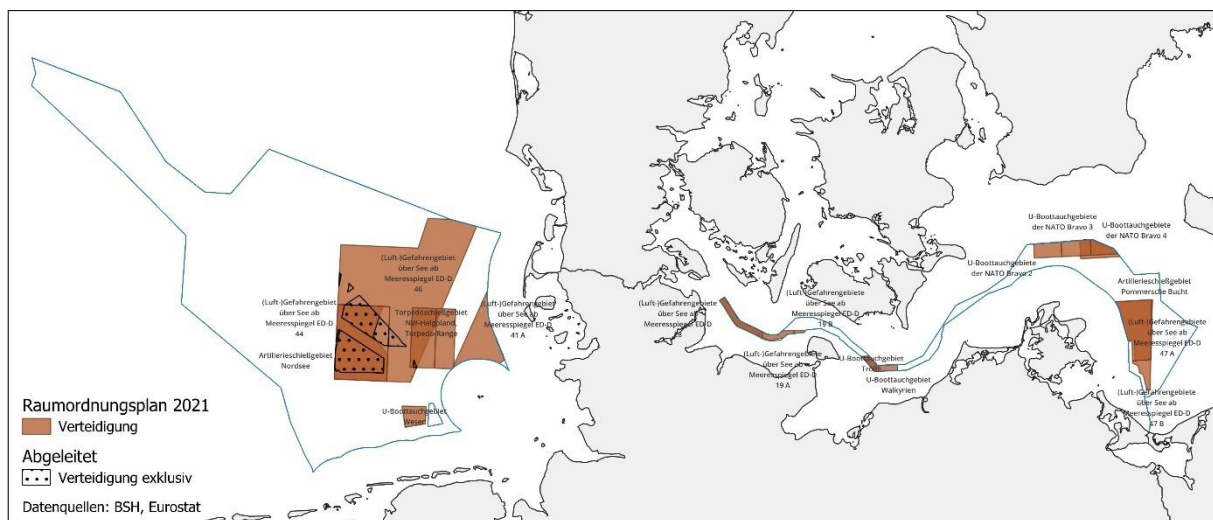 (Luft-)Gefahrengebiet
über See ab
Meeresspiegel ED-D
46
(Luft-)Gefahrengebiet
über See ab
Meeresspiegel ED-D
44
Torpedoschießgebiet
NW-Helgoland,
Torpedo-Range
(Luft-)Gefahrengebiet
über See ab
Meeresspiegel ED-D
41 A
Artillerieschießgebiet
Nordsee
U-Boottauchgebiet
Weser
(Luft-)Gefahrengebiete
über See ab
Meeresspiegel ED-D
(Luft-)Gefahrengebiete
über See ab
Meeresspiegel ED-D
19 B
(Luft-)Gefahrengebiete
über See ab
Meeresspiegel ED-D
19 A
U-Boottauchgebiet
U-Boottauchgebiet
Walkyrien
U-Boottauchgebiete
der NATO Bravo 3
U-Boottauchgebiete
der NATO Bravo 4
U-Boottauchgebiete
der NATO Bravo 2
Artillerieschießgebiet
Pommersche Bucht
(Luft-)Gefahrengebiete
über See ab
Meeresspiegel ED-D
47 A
(Luft-)Gefahrengebiete
über See ab
Meeresspiegel ED-D
47 B
Raumordnungsplan 2021
Verteidigung
Abgeleitet
Verteidigung exklusiv
Datenquellen: BSH, Eurostat